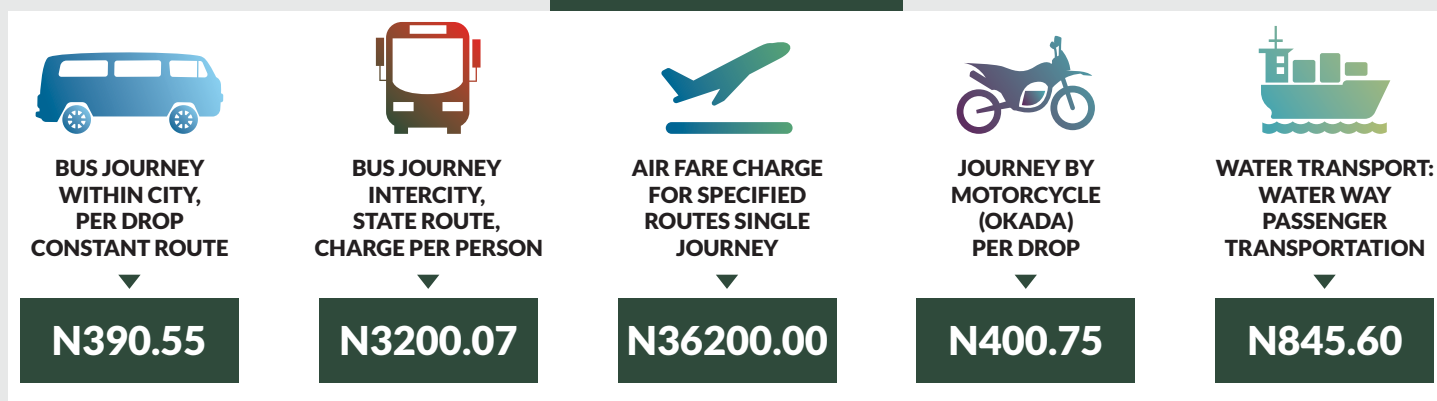 BUS JOURNEY
WITHIN CITY,
PER DROP
CONSTANT ROUTE
N390.55
BUS JOURNEY
INTERCITY,
STATE ROUTE,
CHARGE PER PERSON
N3200.07
AIR FARE CHARGE
FOR SPECIFIED
ROUTES SINGLE
JOURNEY
N36200.00
JOURNEY BY
MOTORCYCLE
(OKADA)
PER DROP
N400.75
WATER TRANSPORT:
WATER WAY
PASSENGER
TRANSPORTATION
N845.60